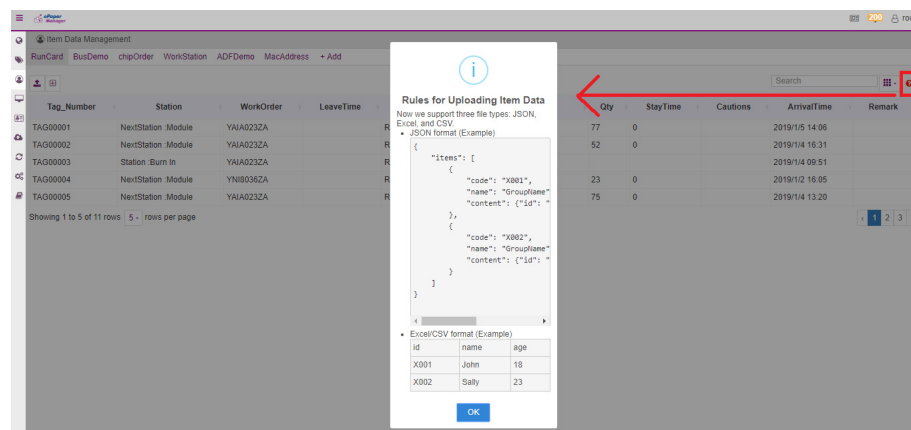 ePaper Manager
200
rou
Item Data Management
RunCard BusDemo chipOrder WorkStation ADFDemo MacAddress + Add
Search
Tag_Number Station WorkOrder LeaveTime Qty StayTime Cautions ArrivalTime Remark
TAG00001 NextStation :Module YAIA023ZA R 77 0 2019/1/5 14:06
TAG00002 NextStation :Module YAIA023ZA R 52 0 2019/1/4 16:31
TAG00003 Station :Burn In YAIA023ZA R 2019/1/4 09:51
TAG00004 NextStation :Module YNI8036ZA R 23 0 2019/1/2 16:05
TAG00005 NextStation :Module YAIA023ZA R 75 0 2019/1/4 13:20
Showing 1 to 5 of 11 rows 5 rows per page
‹ 1 2 3
i
Rules for Uploading Item Data
Now we support three file types: JSON,
Excel, and CSV.
• JSON format (Example)
{
"items": [
{
"code": "X001",
"name": "GroupName"
"content": {"id": "
},
{
"code": "X002",
"name": "GroupName"
"content": {"id": "
}
]
}
• Excel/CSV format (Example)
id name age
X001 John 18
X002 Sally 23
OK